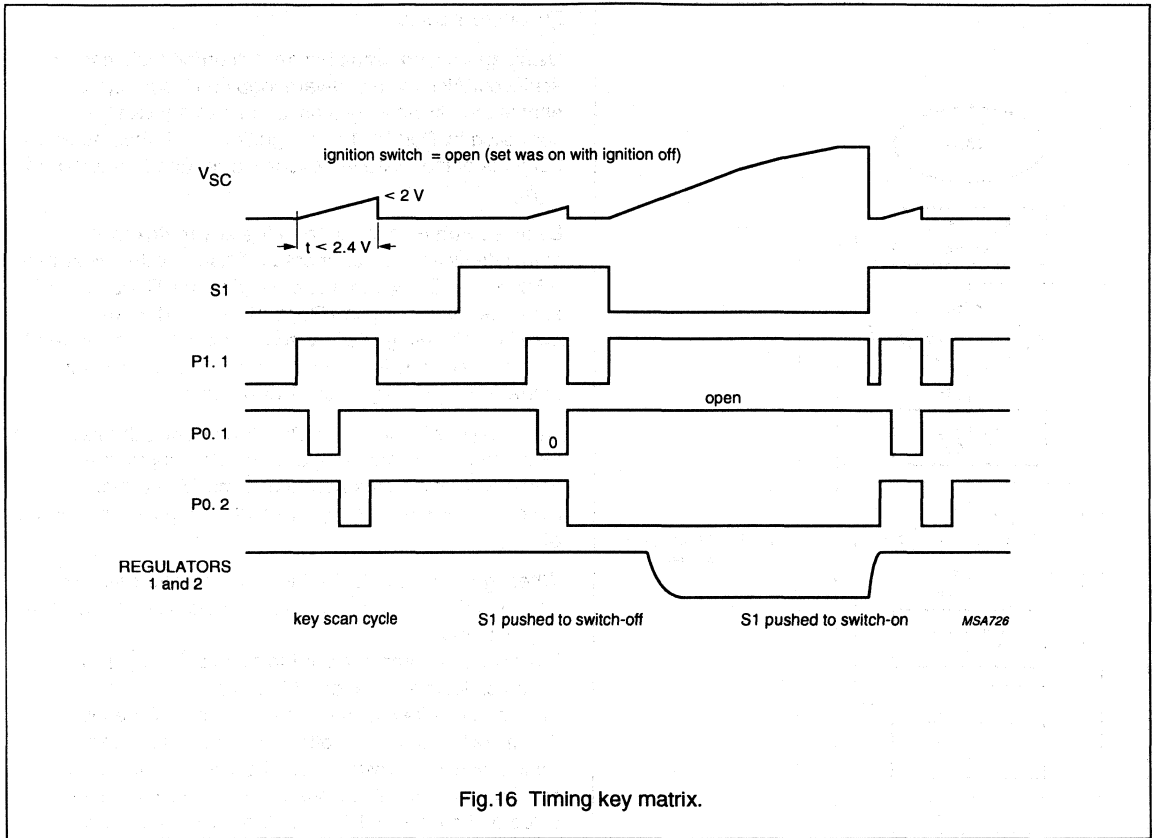 ignition switch = open (set was on with ignition off)
VSC
< 2 V
t < 2.4 V
S1
P1. 1
open
P0. 1
0
P0. 2
REGULATORS
1 and 2
key scan cycle
S1 pushed to switch-off
S1 pushed to switch-on
MSA726
Fig.16 Timing key matrix.